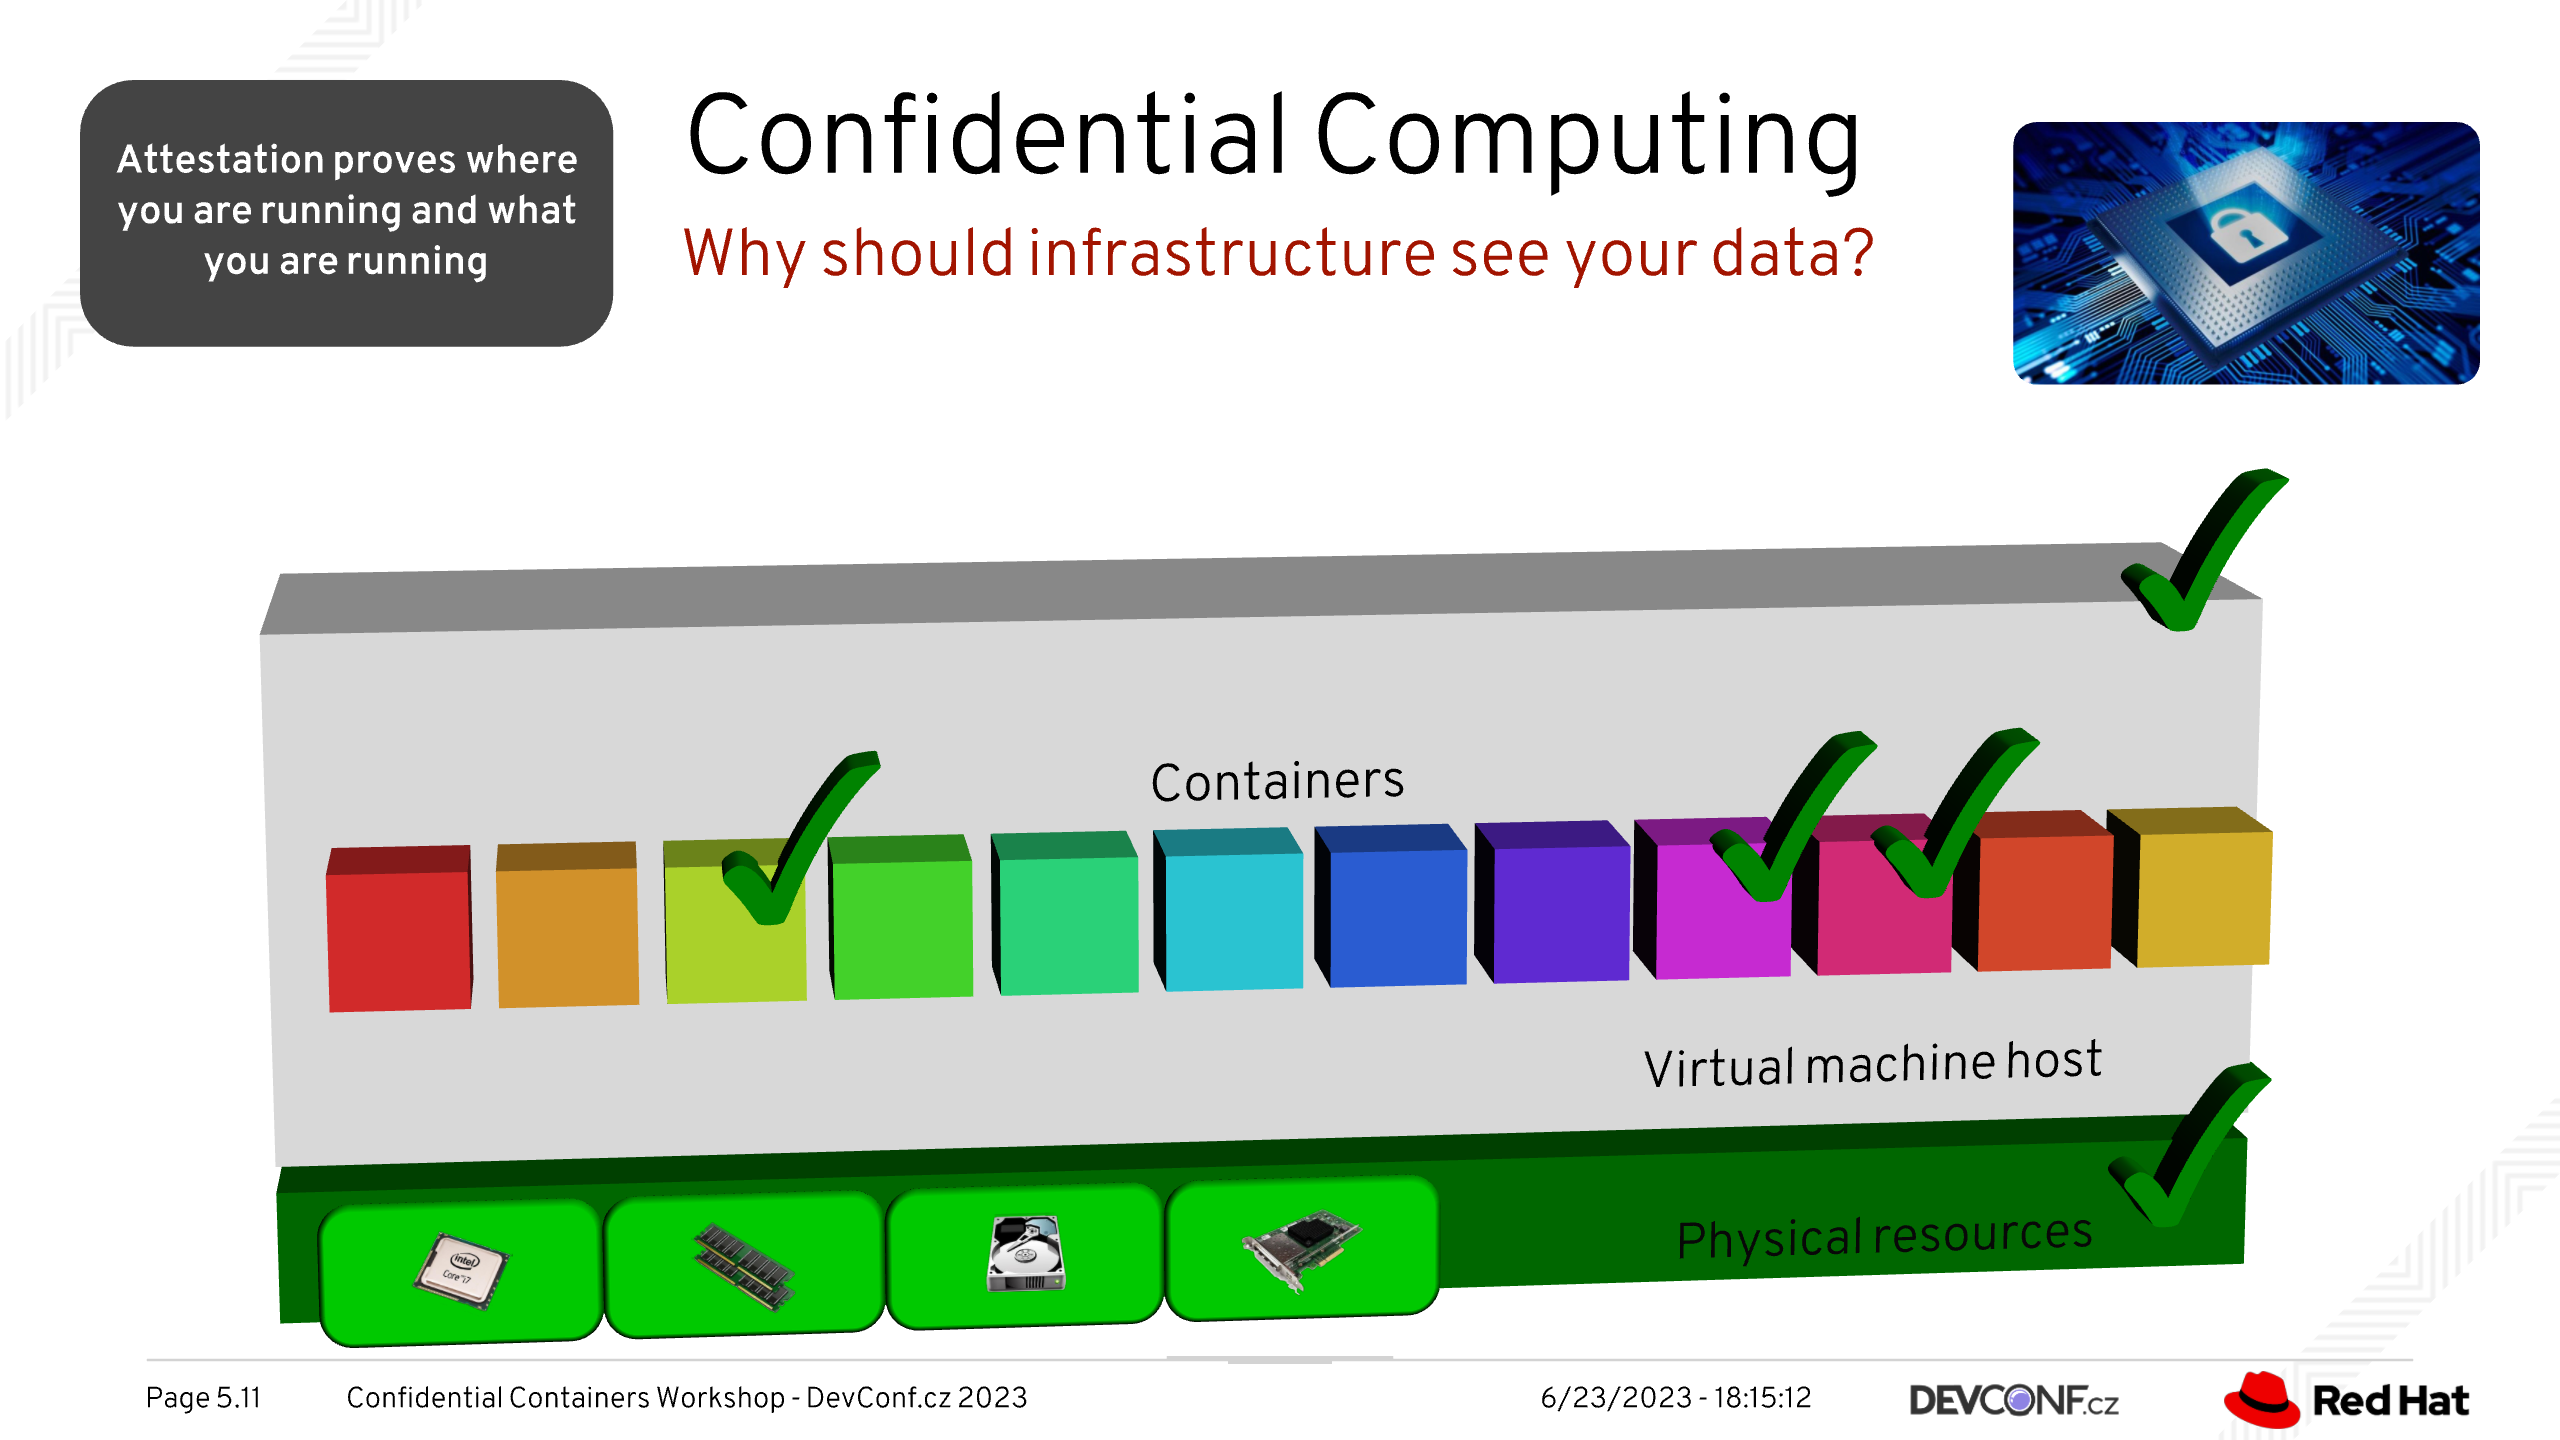 Attestation proves where
you are running and what
you are running
Confidential Computing
Why should infrastructure see your data?
Containers
Virtual machine host
Physical resources
intel
Core i7
Page 5.11
Confidential Containers Workshop - DevConf.cz 2023
6/23/2023 - 18:15:12
DEVCONF.CZ
Red Hat